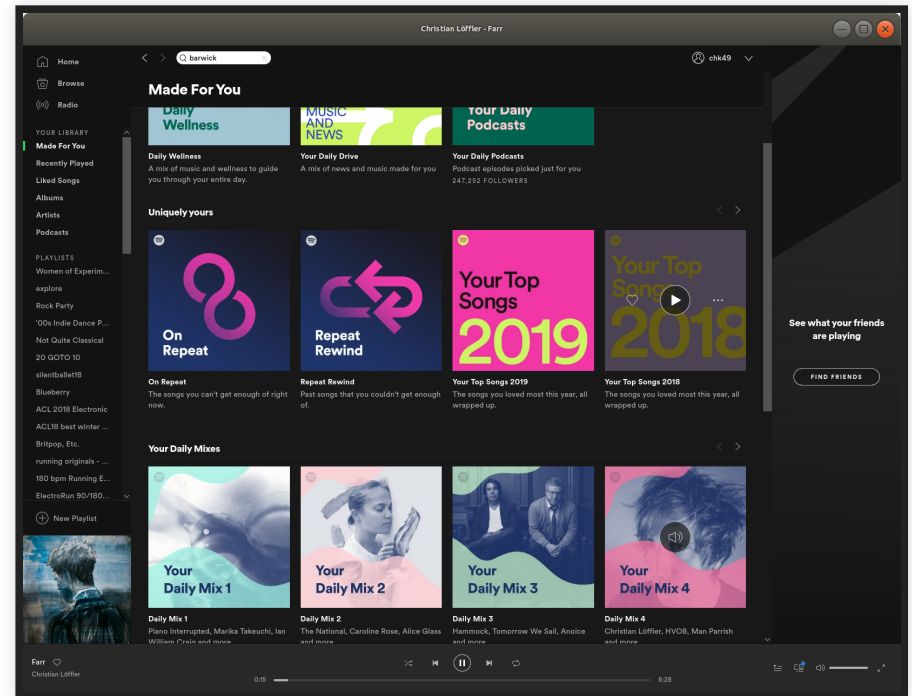 Christian Löffler - Farr
Home
Browse
Radio
YOUR LIBRARY
Made For You
Recently Played
Liked Songs
Albums
Artists
Podcasts
PLAYLISTS
Women of Experim...
explore
Rock Party
'00s Indie Dance P...
Not Quite Classical
20 GOTO 10
silentballet18
Blueberry
ACL 2018 Electronic
ACL18 best winter ...
Britpop, Etc.
running originals - ...
180 bpm Running E...
ElectroRun 90/180...
New Playlist
barwick
chk49
Made For You
Daily
Wellness
MUSIC
AND
NEWS
Your Daily
Podcasts
Daily Wellness
A mix of music and wellness to guide
you through your entire day.
Your Daily Drive
A mix of news and music made for you
Your Daily Podcasts
Podcast episodes picked just for you
247,252 FOLLOWERS
Uniquely yours
On
Repeat
Repeat
Rewind
Your Top
Songs
2019
Your Top
Songs
2018
On Repeat
The songs you can't get enough of right
now.
Repeat Rewind
Past songs that you couldn't get enough
of.
Your Top Songs 2019
The songs you loved most this year, all
wrapped up.
Your Top Songs 2018
The songs you loved most this year, all
wrapped up.
Your Daily Mixes
Your
Daily Mix 1
Your
Daily Mix 2
Your
Daily Mix 3
Your
Daily Mix 4
Daily Mix 1
Piano Interrupted, Marika Takeuchi, Ian
William Craig and more
Daily Mix 2
The National, Caroline Rose, Alice Glass
and more
Daily Mix 3
Hammock, Tomorrow We Sail, Anoice
and more
Daily Mix 4
Christian Löffler, HVOB, Man Parrish
and more
See what your friends
are playing
FIND FRIENDS
Farr
Christian Löffler
0:15
6:28